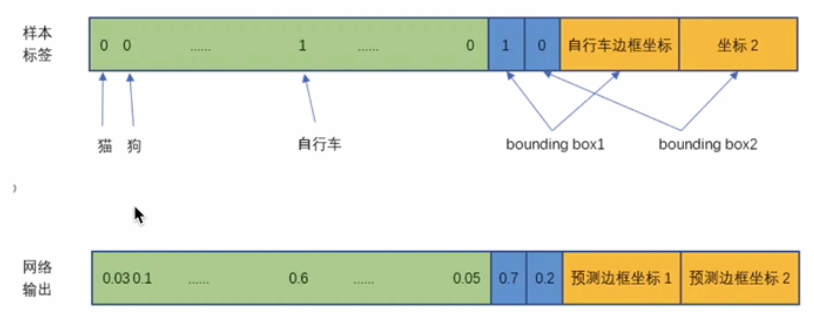 样本
标签
0 0 ...... 1 ...... 0 1 0 自行车边框坐标 坐标 2
猫 狗 自行车 bounding box1 bounding box2
网络
输出
0.03 0.1 ...... 0.6 ...... 0.05 0.7 0.2 预测边框坐标 1 预测边框坐标 2